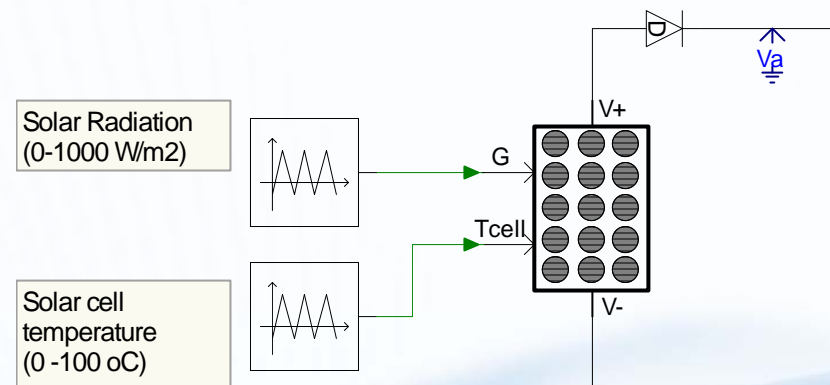 D
Va
V+
Solar Radiation
(0-1000 W/m2)
G
Tcell
Solar cell
temperature
(0 -100 oC)
V-